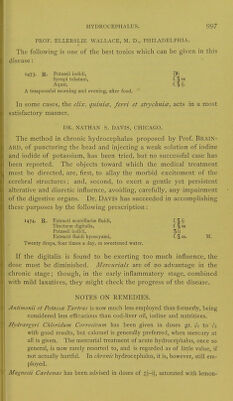 HYDROCEPHALUS. 997
PROF. ELLERSLIE WALLACE, M. D., PHILADELPHIA.
The following is one of the best tonics which can be given in this
disease:
1473. ℞. Potassii iodidi,
Syrupi tolutani,
Aquæ,
A teaspoonful morning and evening, after food.
In some cases, the elix. quiniæ, ferri et strychniæ, acts in a most
satisfactory manner.
DR. NATHAN S. DAVIS, CHICAGO.
The method in chronic hydrocephalus proposed by Prof. BRAIN-
ARD, of puncturing the head and injecting a weak solution of iodine
and iodide of potassium, has been tried, but no successful case has
been reported. The objects toward which the medical treatment
must be directed, are, first, to allay the morbid excitement of the
cerebral structures; and, second, to exert a gentle yet persistent
alterative and diuretic influence, avoiding, carefully, any impairment
of the digestive organs. Dr. DAVIS has succeeded in accomplishing
these purposes by the following prescription:
1474. ℞. Extracti scutellariæ fluidi,
Tincturæ digitalis,
Potassii iodidi,
Extracti fluidi hyoscyami, M.
Twenty drops, four times a day, in sweetened water.
If the digitalis is found to be exerting too much influence, the
dose must be diminished. Mercurials are of no advantage in the
chronic stage; though, in the early inflammatory stage, combined
with mild laxatives, they might check the progress of the disease.
NOTES ON REMEDIES.
Antimonii et Potassæ Tartras is now much less employed than formerly, being
considered less efficacious than cod-liver oil, iodine and nutritives.
Hydrargyri Chloridum Corrosivum has been given in doses gr.
with good results, but calomel is generally preferred, when mercury at
all is given. The mercurial treatment of acute hydrocephalus, once so
general, is now rarely resorted to, and is regarded as of little value, if
not actually hurtful. In chronic hydrocephalus, it is, however, still em-
ployed.
Magnesii Carbonas has been advised in doses of ʒj–ij, saturated with lemon-